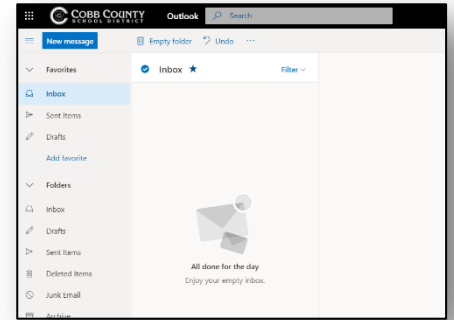 COBB COUNTY
SCHOOL DISTRICT
Outlook
Search
New message
Empty folder
Undo
...
Favorites
Inbox
Filter
Inbox
Sent Items
Drafts
Add favorite
Folders
Inbox
Drafts
Sent Items
Deleted Items
Junk Email
Archive
All done for the day
Enjoy your empty inbox.